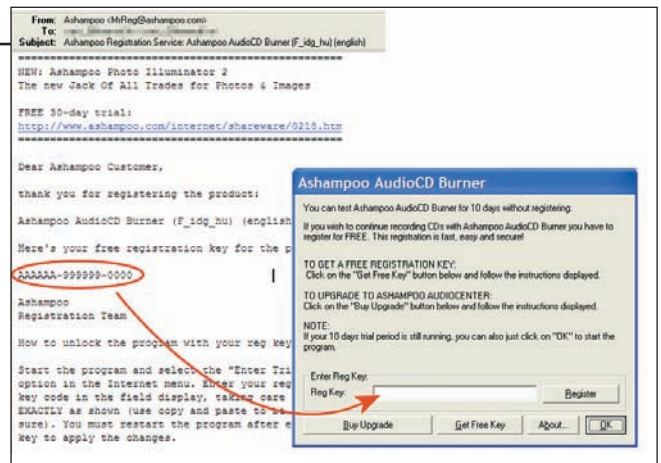 From: Ashampoo <MrReg@ashampoo.com>
To:
Subject: Ashampoo Registration Service: Ashampoo AudioCD Burner (F_idg_hu) (english)
================================================
NEW: Ashampoo Photo Illuminator 2
The new Jack Of All Trades for Photos & Images
FREE 30-day trial:
http://www.ashampoo.com/internet/shareware/0218.htm
================================================
Dear Ashampoo Customer,
thank you for registering the product:
Ashampoo AudioCD Burner (F_idg_hu) (english
Here's your free registration key for the p
AAAAAA-999999-0000
Ashampoo
Registration Team
How to unlock the program with your reg key
Start the program and select the "Enter Tri
option in the Internet menu. Enter your reg
key code in the field display, taking care
EXACTLY as shown (use copy and paste to be
sure). You must restart the program after e
key to apply the changes.
Ashampoo AudioCD Burner
You can test Ashampoo AudioCD Burner for 10 days without registering.
If you wish to continue recording CDs with Ashampoo AudioCD Burner you have to
register for FREE. This registration is fast, easy and secure!
TO GET A FREE REGISTRATION KEY:
Click on the "Get Free Key" button below and follow the instructions displayed.
TO UPGRADE TO ASHAMPOO AUDIOCENTER:
Click on the "Buy Upgrade" button below and follow the instructions displayed.
NOTE:
If your 10 days trial period is still running, you can also just click on "OK" to start the
program.
Enter Reg Key:
Reg Key:
Register
Buy Upgrade
Get Free Key
About...
OK